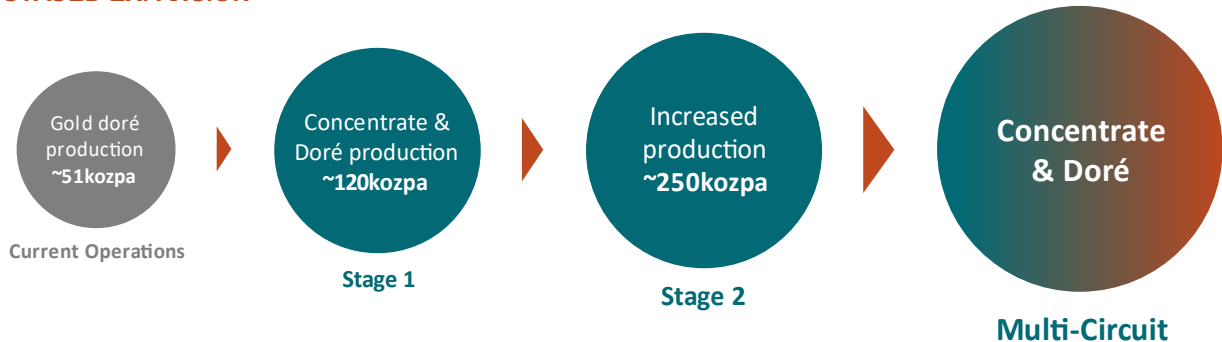 Gold doré
production
~51kozpa
Current Operations
Concentrate &
Doré production
~120kozpa
Stage 1
Increased
production
~250kozpa
Stage 2
Concentrate
& Doré
Multi-Circuit